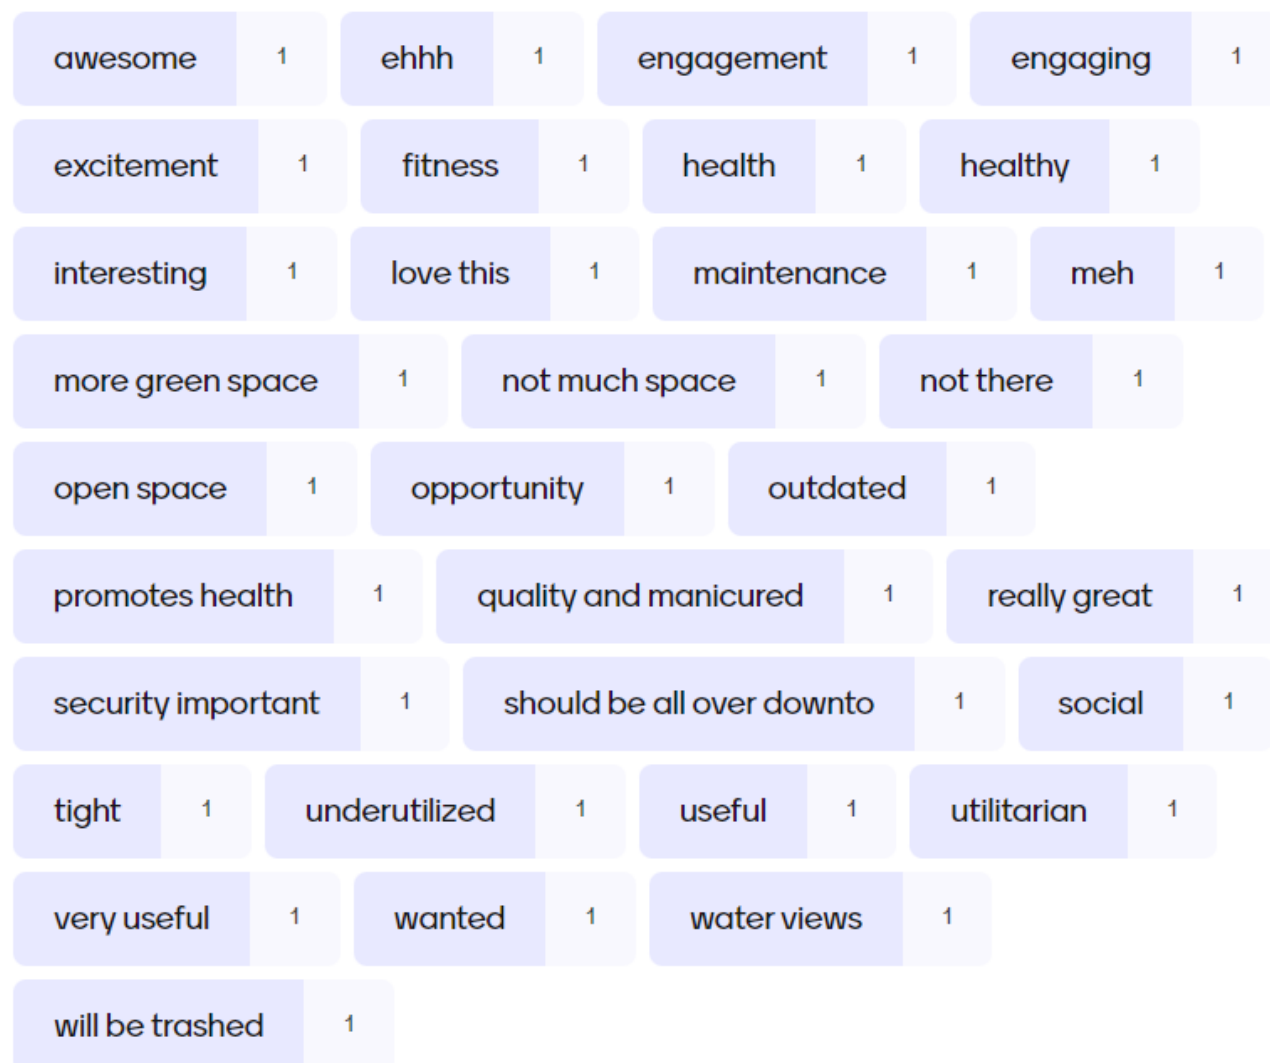 awesome 1 ehhh 1 engagement 1 engaging 1
excitement 1 fitness 1 health 1 healthy 1
interesting 1 love this 1 maintenance 1 meh 1
more green space 1 not much space 1 not there 1
open space 1 opportunity 1 outdated 1
promotes health 1 quality and manicured 1 really great 1
security important 1 should be all over downto 1 social 1
tight 1 underutilized 1 useful 1 utilitarian 1
very useful 1 wanted 1 water views 1
will be trashed 1